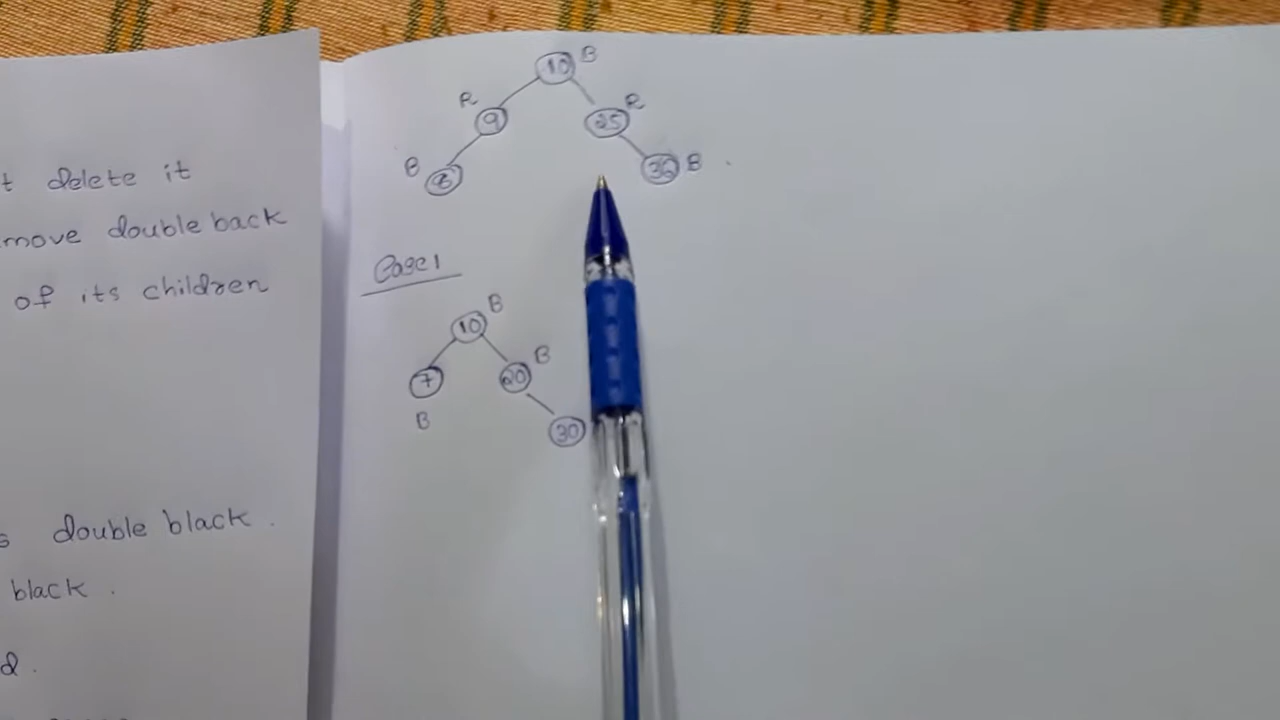 t delete it
move double back
of its children
s double black.
black.
d.
10 B
R 9 25 R
B 8 36 B
Case 1
10 B
7 20 B
B 30